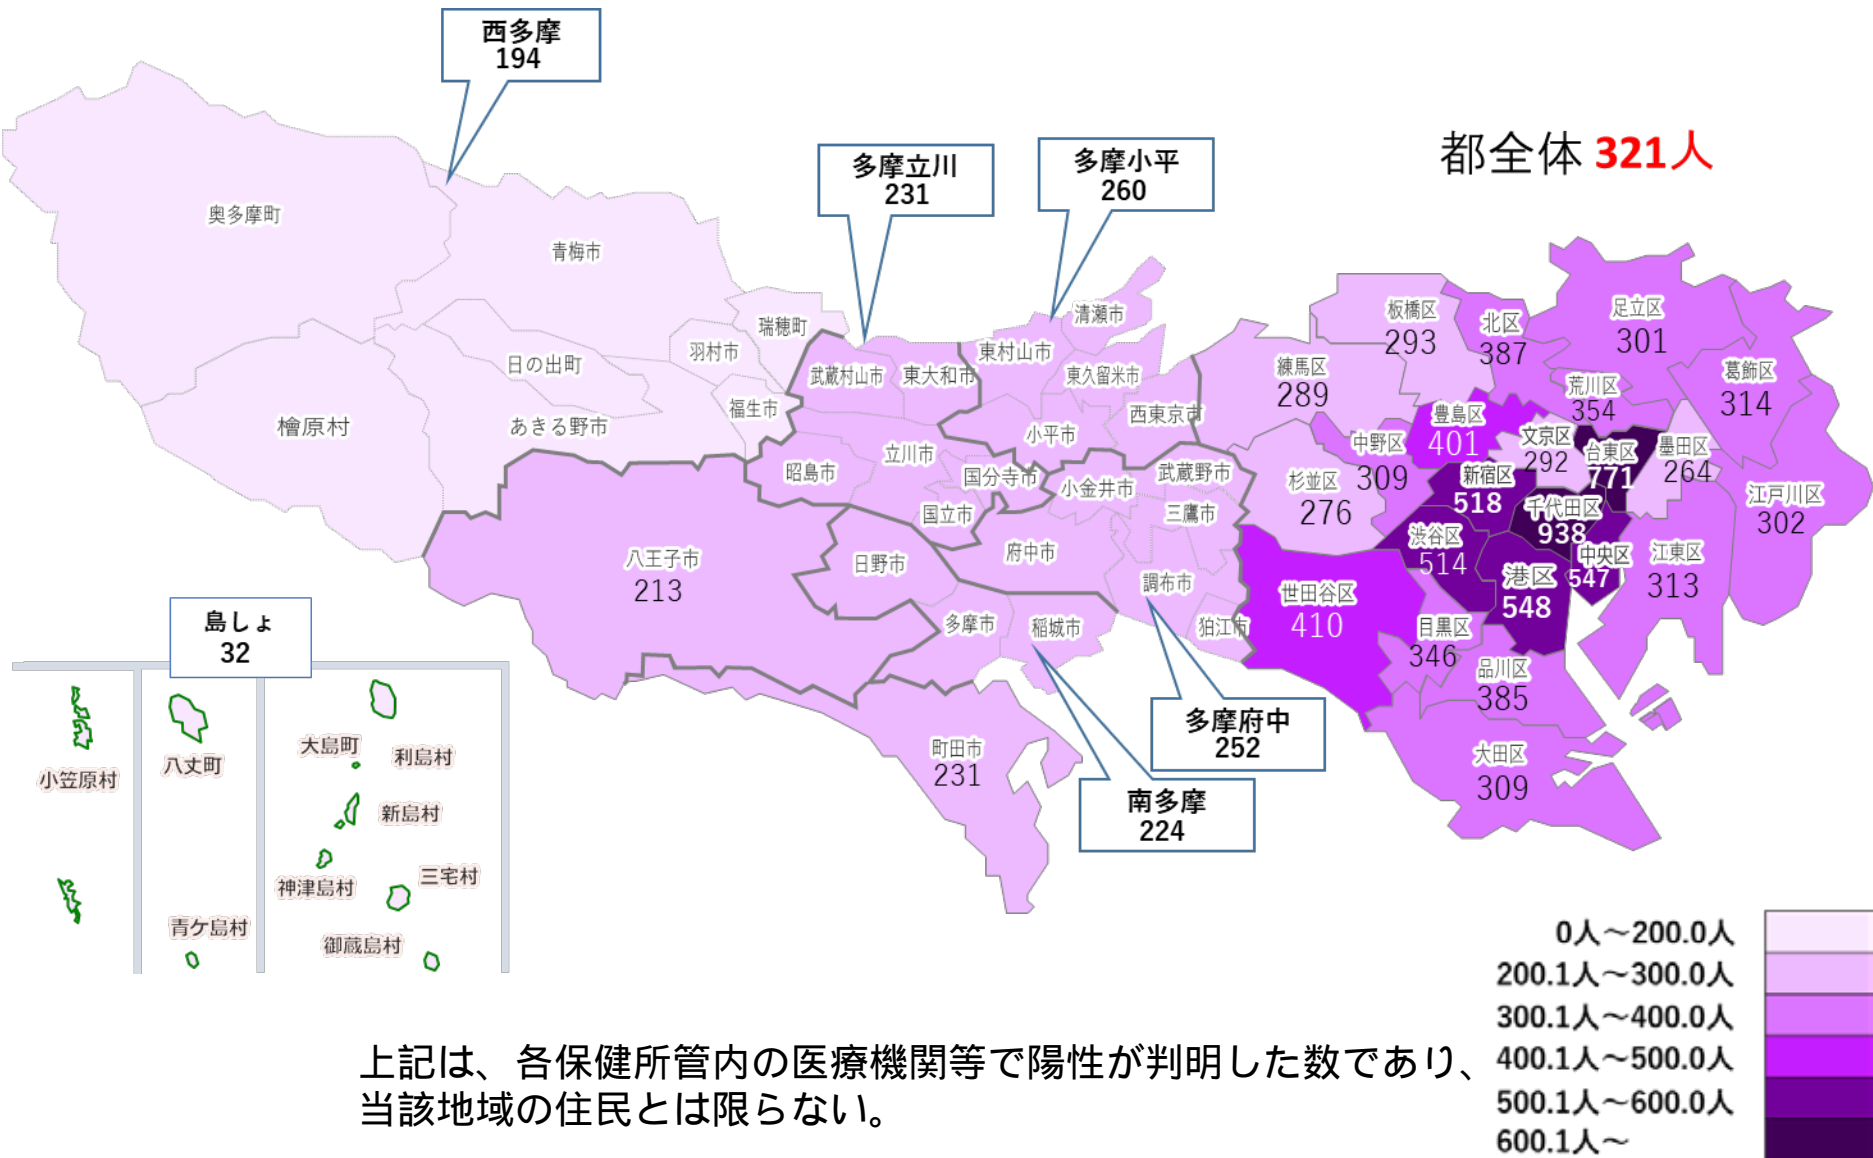 西多摩
194
多摩立川
231
多摩小平
260
都全体 321人
奥多摩町
青梅市
瑞穂町
羽村市
日の出町
福生市
檜原村
あきる野市
武蔵村山市
東大和市
東村山市
清瀬市
東久留米市
西東京市
小平市
昭島市
立川市
国分寺市
小金井市
武蔵野市
国立市
三鷹市
府中市
調布市
狛江市
八王子市
213
日野市
多摩市
稲城市
町田市
231
多摩府中
252
南多摩
224
板橋区
293
北区
387
足立区
301
葛飾区
314
練馬区
289
荒川区
354
豊島区
401
中野区
309
文京区
292
台東区
771
墨田区
264
江戸川区
302
杉並区
276
新宿区
518
千代田区
938
渋谷区
514
中央区
547
江東区
313
港区
548
世田谷区
410
目黒区
346
品川区
385
大田区
309
島しょ
32
小笠原村
八丈町
大島町
利島村
新島村
神津島村
三宅村
青ケ島村
御蔵島村
0人～200.0人
200.1人～300.0人
300.1人～400.0人
400.1人～500.0人
500.1人～600.0人
600.1人～
上記は、各保健所管内の医療機関等で陽性が判明した数であり、
当該地域の住民とは限らない。